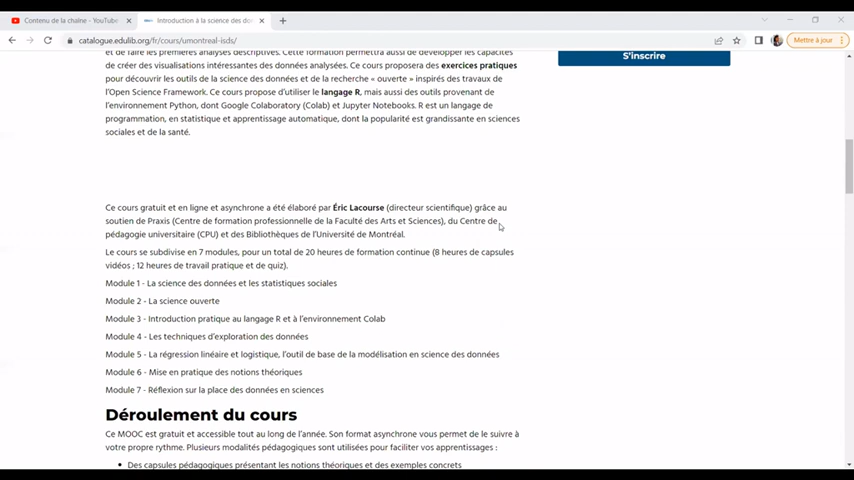 Contenu de la chaîne - YouTube
Introduction à la science des do
Mettre à jour
catalogue.edulib.org/fr/cours/umontreal-isds/
et de faire les premières analyses descriptives. Cette formation permettra aussi de développer les capacités
S'inscrire
de créer des visualisations intéressantes des données analysées. Ce cours proposera des exercices pratiques
pour découvrir les outils de la science des données et de la recherche « ouverte » inspirés des travaux de
l'Open Science Framework. Ce cours propose d'utiliser le langage R, mais aussi des outils provenant de
l'environnement Python, dont Google Colaboratory (Colab) et Jupyter Notebooks. R est un langage de
programmation, en statistique et apprentissage automatique, dont la popularité est grandissante en sciences
sociales et de la santé.
Ce cours gratuit et en ligne et asynchrone a été élaboré par Éric Lacourse (directeur scientifique) grâce au
soutien de Praxis (Centre de formation professionnelle de la Faculté des Arts et Sciences), du Centre de
pédagogie universitaire (CPU) et des Bibliothèques de l'Université de Montréal.
Le cours se subdivise en 7 modules, pour un total de 20 heures de formation continue (8 heures de capsules
vidéos ; 12 heures de travail pratique et de quiz).
Module 1 - La science des données et les statistiques sociales
Module 2 - La science ouverte
Module 3 - Introduction pratique au langage R et à l'environnement Colab
Module 4 - Les techniques d'exploration des données
Module 5 - La régression linéaire et logistique, l'outil de base de la modélisation en science des données
Module 6 - Mise en pratique des notions théoriques
Module 7 - Réflexion sur la place des données en sciences
Déroulement du cours
Ce MOOC est gratuit et accessible tout au long de l'année. Son format asynchrone vous permet de le suivre à
votre propre rythme. Plusieurs modalités pédagogiques sont utilisées pour faciliter vos apprentissages :
• Des capsules pédagogiques présentant les notions théoriques et des exemples concrets